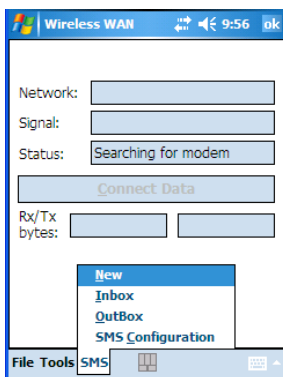 Wireless WAN 9:56 ok
Network:
Signal:
Status: Searching for modem
Connect Data
Rx/Tx
bytes:
New
Inbox
OutBox
SMS Configuration
File Tools SMS